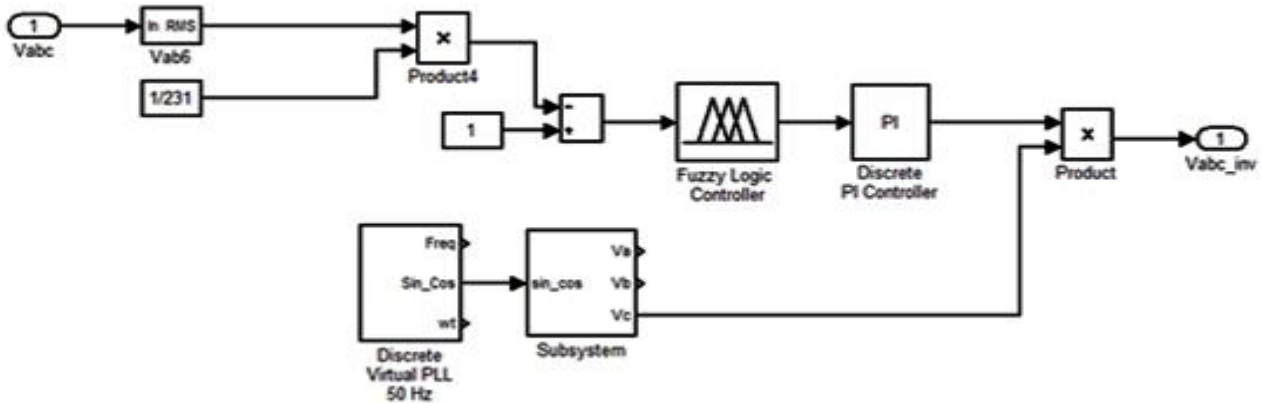 1
Vabc
In RMS
Vab6
1/231
×
Product4
1
-
+
Fuzzy Logic
Controller
PI
Discrete
PI Controller
×
Product
1
Vabc_inv
Freq
Sin_Cos
wt
Discrete
Virtual PLL
50 Hz
sin_cos
Va
Vb
Vc
Subsystem